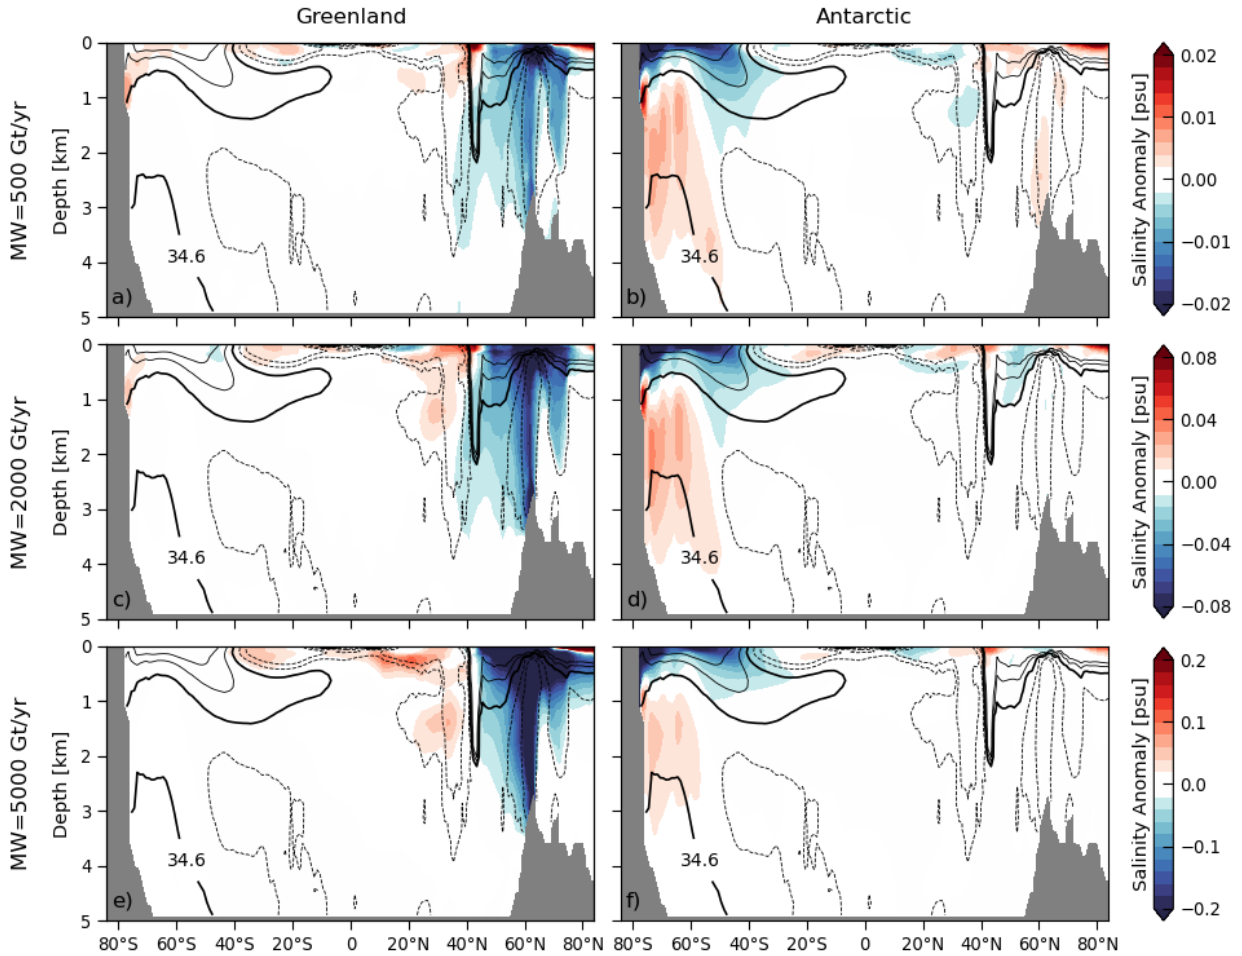 Greenland
Antarctic
MW=500 Gt/yr
Depth [km]
0
1
2
3
4
5
34.6
a)
34.6
b)
Salinity Anomaly [psu]
0.02
0.01
0.00
−0.01
−0.02
MW=2000 Gt/yr
Depth [km]
0
1
2
3
4
5
34.6
c)
34.6
d)
Salinity Anomaly [psu]
0.08
0.04
0.00
−0.04
−0.08
MW=5000 Gt/yr
Depth [km]
0
1
2
3
4
5
34.6
e)
34.6
f)
Salinity Anomaly [psu]
0.2
0.1
0.0
−0.1
−0.2
80°S 60°S 40°S 20°S 0 20°N 40°N 60°N 80°N
80°S 60°S 40°S 20°S 0 20°N 40°N 60°N 80°N